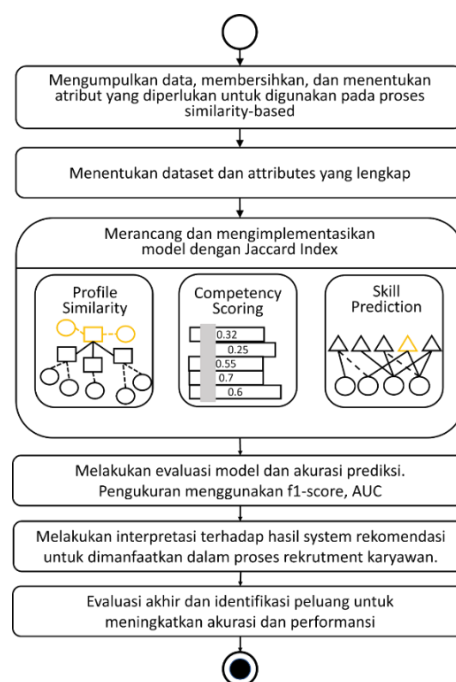 Mengumpulkan data, membersihkan, dan menentukan
atribut yang diperlukan untuk digunakan pada proses
similarity-based
Menentukan dataset dan attributes yang lengkap
Merancang dan mengimplementasikan
model dengan Jaccard Index
Profile
Similarity
Competency
Scoring
0.32
0.25
0.55
0.7
0.6
Skill
Prediction
Melakukan evaluasi model dan akurasi prediksi.
Pengukuran menggunakan f1-score, AUC
Melakukan interpretasi terhadap hasil system rekomendasi
untuk dimanfaatkan dalam proses rekrutment karyawan.
Evaluasi akhir dan identifikasi peluang untuk
meningkatkan akurasi dan performansi